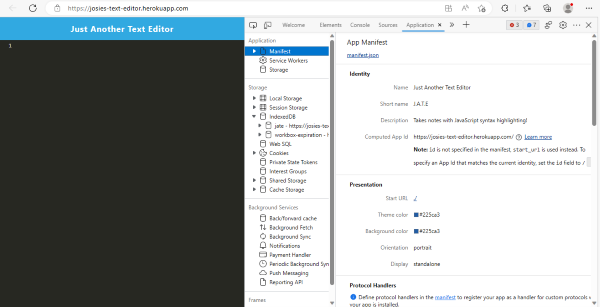 https://josies-text-editor.herokuapp.com
Just Another Text Editor
1
Welcome Elements Console Sources Application 3 7
Application
Manifest
Service Workers
Storage
Storage
Local Storage
Session Storage
IndexedDB
jate - https://josies-tex
workbox-expiration - h
Web SQL
Cookies
Private State Tokens
Interest Groups
Shared Storage
Cache Storage
Background Services
Back/forward cache
Background Fetch
Background Sync
Notifications
Payment Handler
Periodic Background Syn
Push Messaging
Reporting API
Frames
App Manifest
manifest.json
Identity
Name Just Another Text Editor
Short name J.A.T.E
Description Takes notes with JavaScript syntax highlighting!
Computed App Id https://josies-text-editor.herokuapp.com/ Learn more
Note: id is not specified in the manifest, start_url is used instead. To
specify an App Id that matches the current identity, set the id field to /
Presentation
Start URL /
Theme color #225ca3
Background color #225ca3
Orientation portrait
Display standalone
Protocol Handlers
Define protocol handlers in the manifest to register your app as a handler for custom protocols
your app is installed.